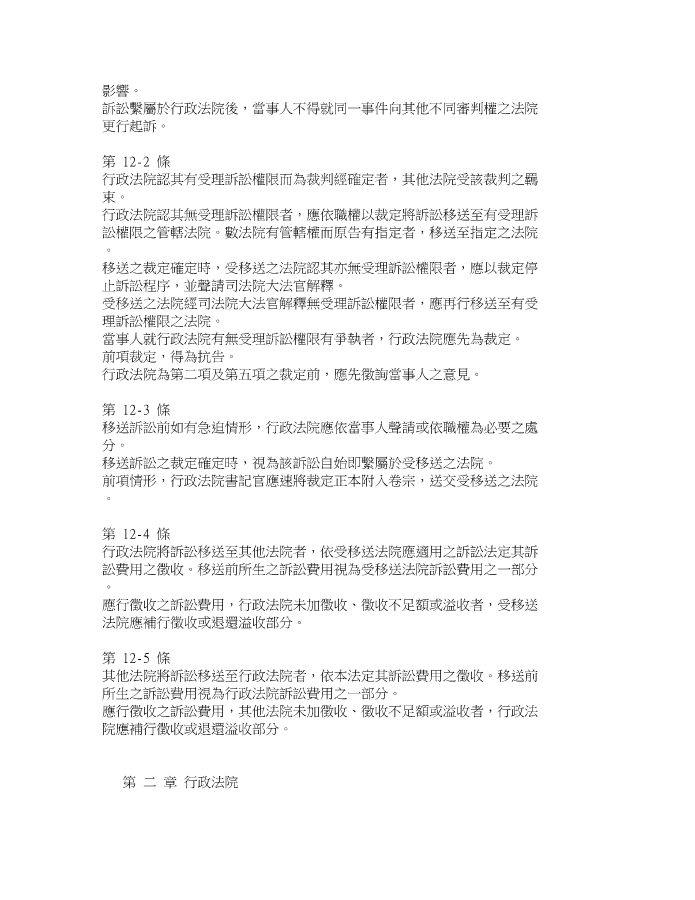 影響。
訴訟繫屬於行政法院後，當事人不得就同一事件向其他不同審判權之法院
更行起訴。
第 12-2 條
行政法院認其有受理訴訟權限而為裁判經確定者，其他法院受該裁判之羈
束。
行政法院認其無受理訴訟權限者，應依職權以裁定將訴訟移送至有受理訴
訟權限之管轄法院。數法院有管轄權而原告有指定者，移送至指定之法院
。
移送之裁定確定時，受移送之法院認其亦無受理訴訟權限者，應以裁定停
止訴訟程序，並聲請司法院大法官解釋。
受移送之法院經司法院大法官解釋無受理訴訟權限者，應再行移送至有受
理訴訟權限之法院。
當事人就行政法院有無受理訴訟權限有爭執者，行政法院應先為裁定。
前項裁定，得為抗告。
行政法院為第二項及第五項之裁定前，應先徵詢當事人之意見。
第 12-3 條
移送訴訟前如有急迫情形，行政法院應依當事人聲請或依職權為必要之處
分。
移送訴訟之裁定確定時，視為該訴訟自始即繫屬於受移送之法院。
前項情形，行政法院書記官應速將裁定正本附入卷宗，送交受移送之法院
。
第 12-4 條
行政法院將訴訟移送至其他法院者，依受移送法院應適用之訴訟法定其訴
訟費用之徵收。移送前所生之訴訟費用視為受移送法院訴訟費用之一部分
。
應行徵收之訴訟費用，行政法院未加徵收、徵收不足額或溢收者，受移送
法院應補行徵收或退還溢收部分。
第 12-5 條
其他法院將訴訟移送至行政法院者，依本法定其訴訟費用之徵收。移送前
所生之訴訟費用視為行政法院訴訟費用之一部分。
應行徵收之訴訟費用，其他法院未加徵收、徵收不足額或溢收者，行政法
院應補行徵收或退還溢收部分。
第 二 章 行政法院